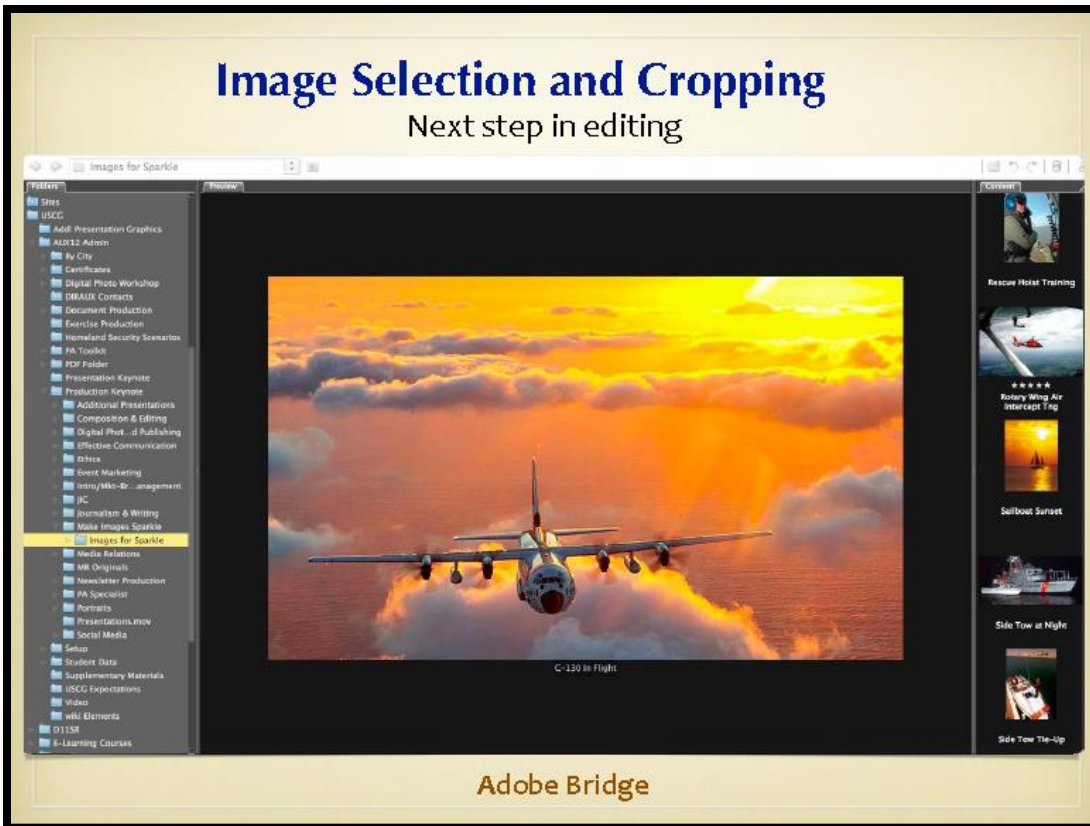 Image Selection and Cropping
Next step in editing
Images for Sparkle
Folders
Preview
Content
Sites
USCG
Addl Presentation Graphics
AUX12 Admin
By City
Certificates
Digital Photo Workshop
DIRAUX Contacts
Document Production
Exercise Production
Homeland Security Scenarios
PA Toolkit
PDF Folder
Presentation Keynote
Production Keynote
Additional Presentations
Composition & Editing
Digital Phot...d Publishing
Effective Communication
Ethics
Event Marketing
Intro/Mkt-Br...anagement
JIC
Journalism & Writing
Make Images Sparkle
Images for Sparkle
Media Relations
MB Originals
Newsletter Production
PA Specialist
Portraits
Presentations.mov
Social Media
Setup
Student Data
Supplementary Materials
USCG Expectations
Video
wiki Elements
D11SR
E-Learning Courses
C-130 In Flight
Rescue Hoist Training
★★★★★
Rotary Wing Air
Intercept Tng
Sailboat Sunset
Side Tow at Night
Side Tow Tie-Up
Adobe Bridge